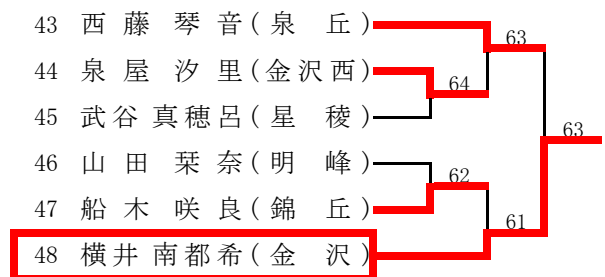 43 西 藤 琴 音 ( 泉 丘 ) 63
44 泉 屋 汐 里 ( 金 沢 西 ) 64
45 武 谷 真 穂 呂 ( 星 稜 ) 63
46 山 田 栞 奈 ( 明 峰 ) 62
47 船 木 咲 良 ( 錦 丘 ) 61
48 横 井 南 都 希 ( 金 沢 )